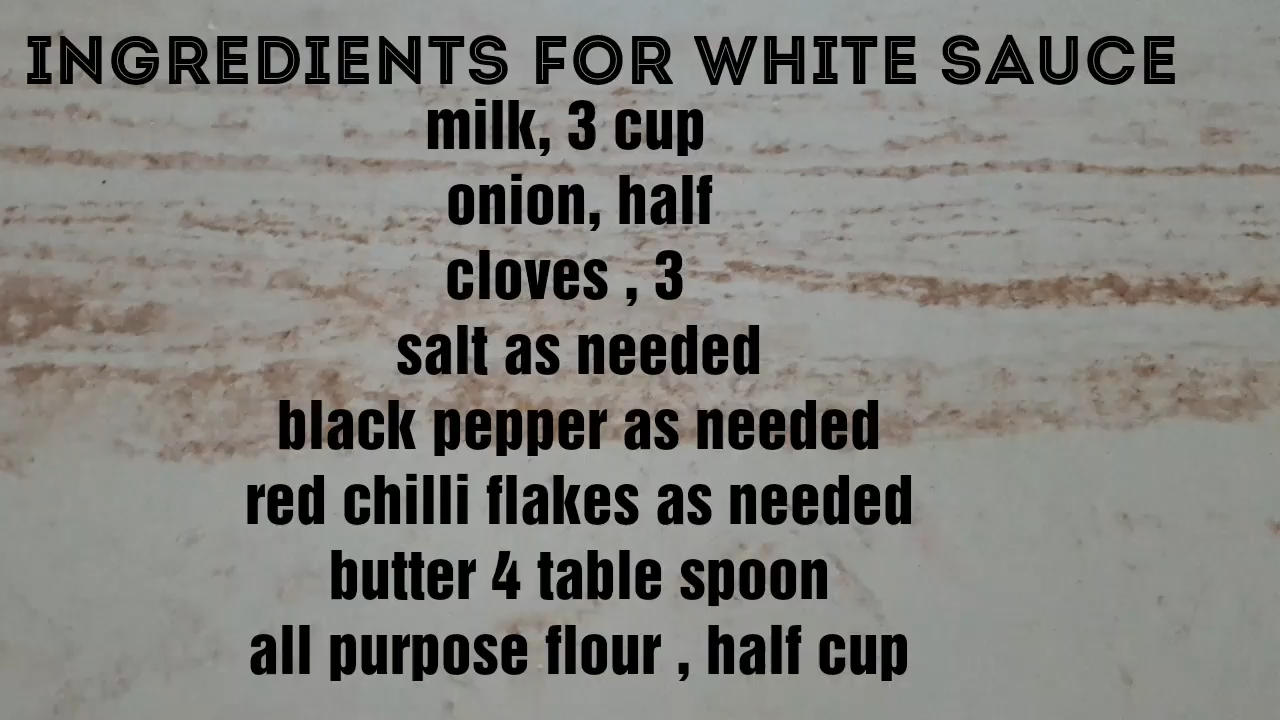 INGREDIENTS FOR WHITE SAUCE
milk, 3 cup
onion, half
cloves , 3
salt as needed
black pepper as needed
red chilli flakes as needed
butter 4 table spoon
all purpose flour , half cup